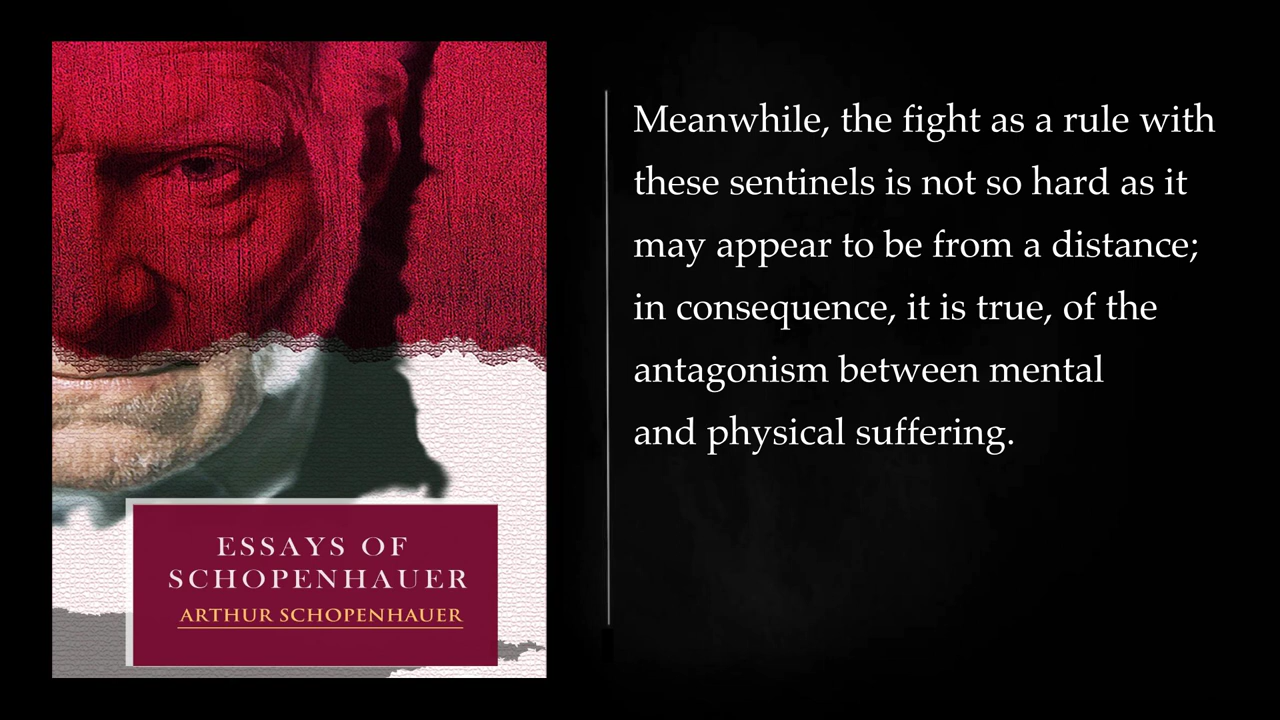 ESSAYS OF
SCHOPENHAUER
ARTHUR SCHOPENHAUER
Meanwhile, the fight as a rule with
these sentinels is not so hard as it
may appear to be from a distance;
in consequence, it is true, of the
antagonism between mental
and physical suffering.